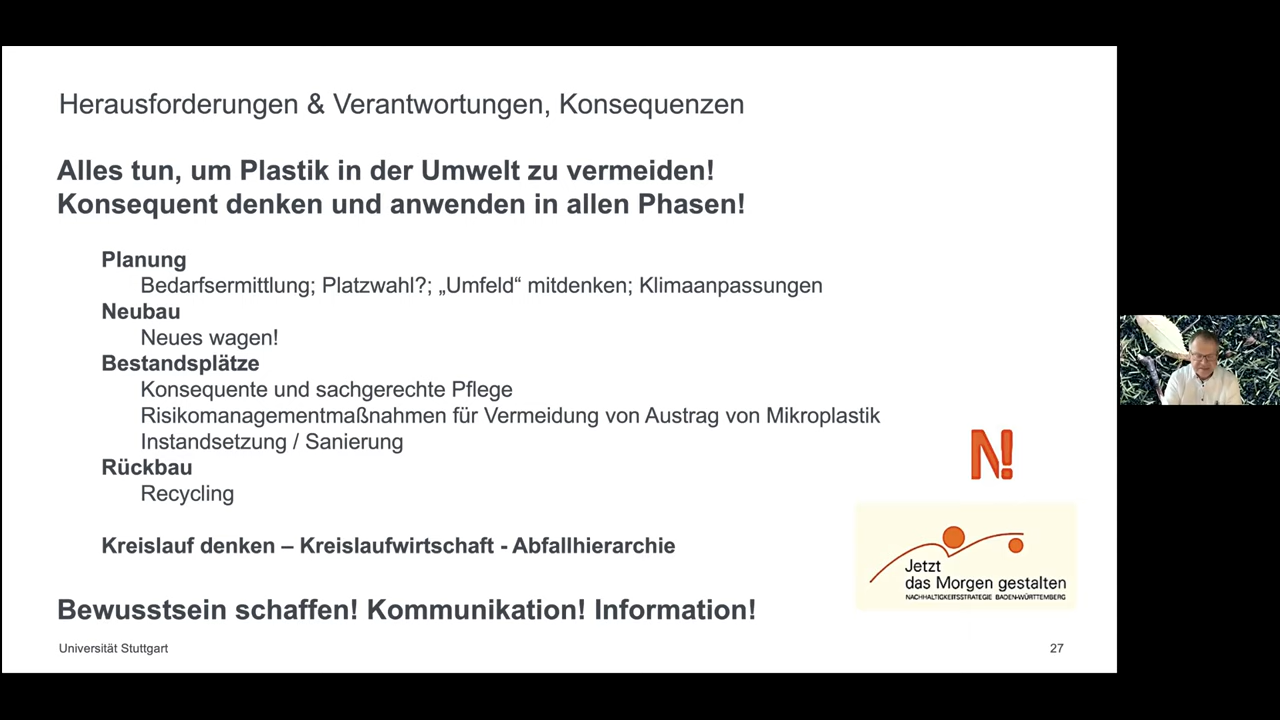 Herausforderungen & Verantwortungen, Konsequenzen
Alles tun, um Plastik in der Umwelt zu vermeiden!
Konsequent denken und anwenden in allen Phasen!
Planung
Bedarfsermittlung; Platzwahl?; „Umfeld“ mitdenken; Klimaanpassungen
Neubau
Neues wagen!
Bestandsplätze
Konsequente und sachgerechte Pflege
Risikomanagementmaßnahmen für Vermeidung von Austrag von Mikroplastik
Instandsetzung / Sanierung
Rückbau
Recycling
Kreislauf denken – Kreislaufwirtschaft - Abfallhierarchie
N!
Jetzt
das Morgen gestalten
NACHHALTIGKEITSSTRATEGIE BADEN-WÜRTTEMBERG
Bewusstsein schaffen! Kommunikation! Information!
Universität Stuttgart
27